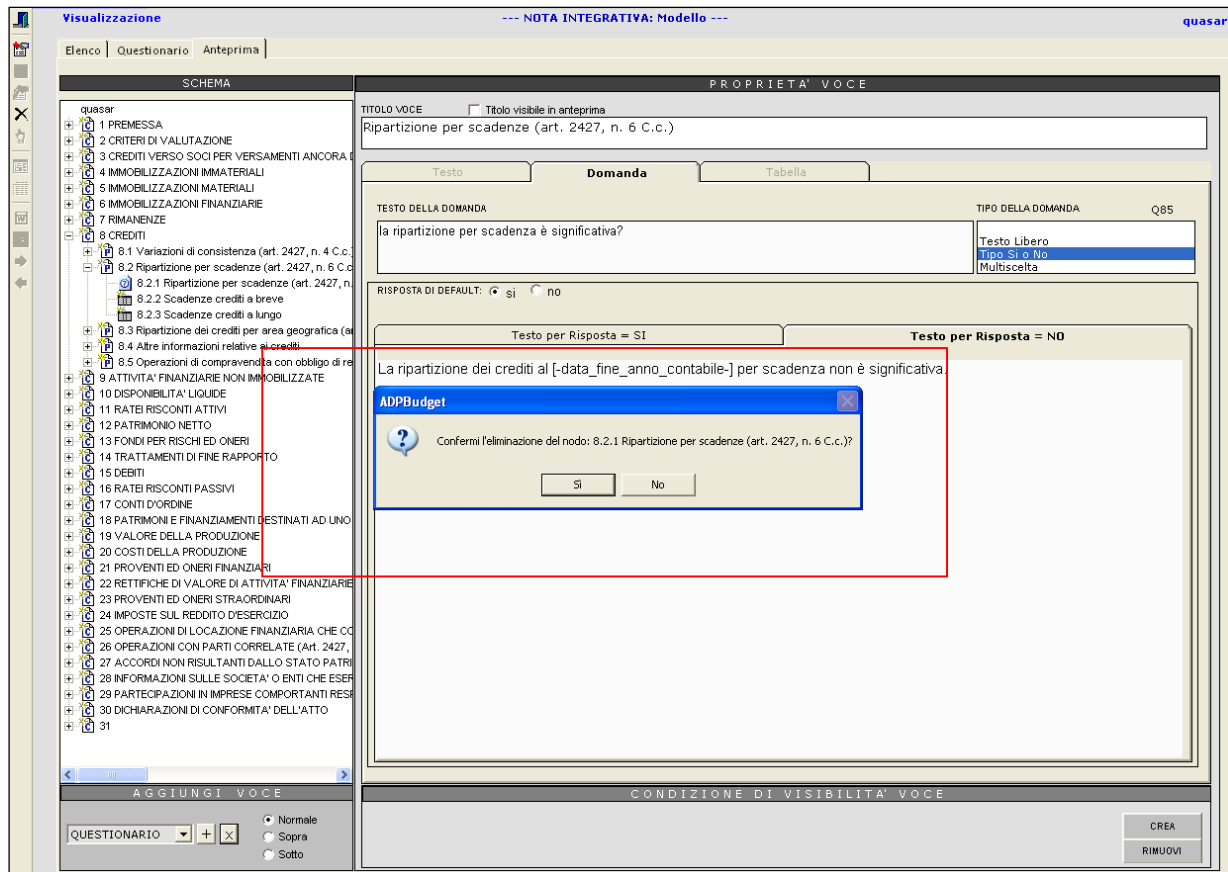 Visualizzazione
--- NOTA INTEGRATIVA: Modello ---
quasar
Elenco
Questionario
Anteprima
SCHEMA
quasar
1 PREMESSA
2 CRITERI DI VALUTAZIONE
3 CREDITI VERSO SOCI PER VERSAMENTI ANCORA
4 IMMOBILIZZAZIONI IMMATERIALI
5 IMMOBILIZZAZIONI MATERIALI
6 IMMOBILIZZAZIONI FINANZIARIE
7 RIMANENZE
8 CREDITI
8.1 Variazioni di consistenza (art. 2427, n. 4 C.c.
8.2 Ripartizione per scadenze (art. 2427, n. 6 C.c
8.2.1 Ripartizione per scadenze (art. 2427, n.
8.2.2 Scadenze crediti a breve
8.2.3 Scadenze crediti a lungo
8.3 Ripartizione dei crediti per area geografica (a
8.4 Altre informazioni relative ai crediti
8.5 Operazioni di compravendita con obbligo di re
9 ATTIVITA' FINANZIARIE NON IMMOBILIZZATE
10 DISPONIBILITA' LIQUIDE
11 RATEI RISCONTI ATTIVI
12 PATRIMONIO NETTO
13 FONDI PER RISCHI ED ONERI
14 TRATTAMENTI DI FINE RAPPORTO
15 DEBITI
16 RATEI RISCONTI PASSIVI
17 CONTI D'ORDINE
18 PATRIMONI E FINANZIAMENTI DESTINATI AD UNO
19 VALORE DELLA PRODUZIONE
20 COSTI DELLA PRODUZIONE
21 PROVENTI ED ONERI FINANZIARI
22 RETTIFICHE DI VALORE DI ATTIVITA' FINANZIARIE
23 PROVENTI ED ONERI STRAORDINARI
24 IMPOSTE SUL REDDITO D'ESERCIZIO
25 OPERAZIONI DI LOCAZIONE FINANZIARIA CHE CO
26 OPERAZIONI CON PARTI CORRELATE (Art. 2427,
27 ACCORDI NON RISULTANTI DALLO STATO PATRI
28 INFORMAZIONI SULLE SOCIETA' O ENTI CHE ESER
29 PARTECIPAZIONI IN IMPRESE COMPORTANTI RESP
30 DICHIARAZIONI DI CONFORMITA' DELL'ATTO
31
AGGIUNGI VOCE
QUESTIONARIO
+
x
Normale
Sopra
Sotto
PROPRIETA' VOCE
TITOLO VOCE
Titolo visibile in anteprima
Ripartizione per scadenze (art. 2427, n. 6 C.c.)
Testo
Domanda
Tabella
TESTO DELLA DOMANDA
TIPO DELLA DOMANDA
Q85
la ripartizione per scadenza è significativa?
Testo Libero
Tipo Si o No
Multiscelta
RISPOSTA DI DEFAULT:
si
no
Testo per Risposta = SI
Testo per Risposta = NO
La ripartizione dei crediti al [-data_fine_anno_contabile-] per scadenza non è significativa.
ADPBudget
Confermi l'eliminazione del nodo: 8.2.1 Ripartizione per scadenze (art. 2427, n. 6 C.c.)?
Sì
No
CONDIZIONE DI VISIBILITA' VOCE
CREA
RIMUOVI